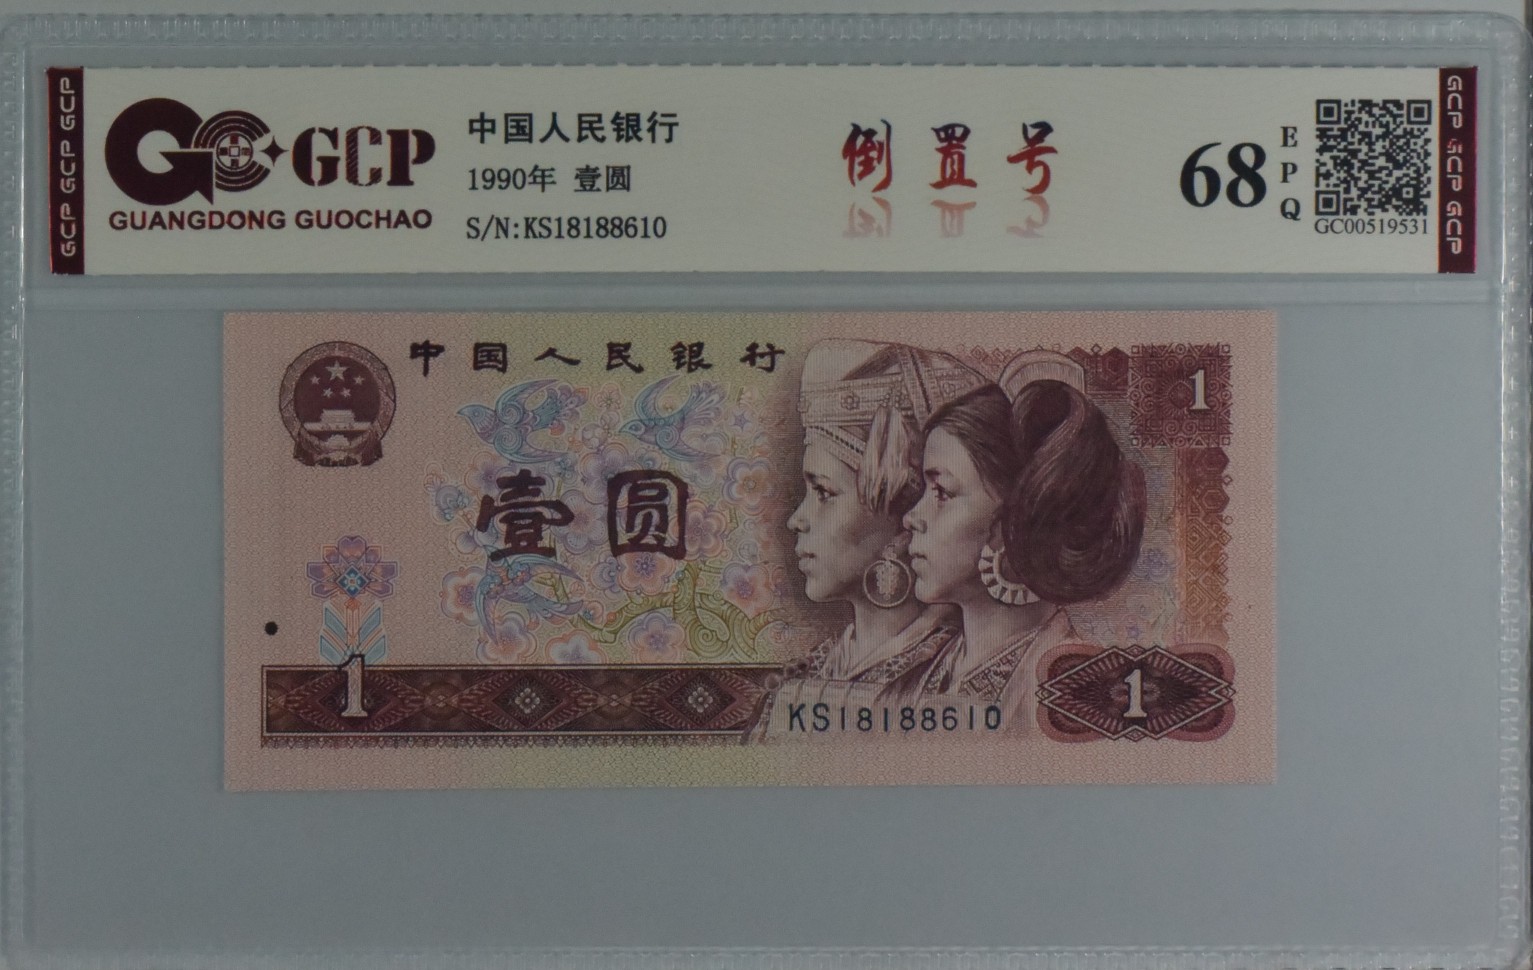 GCP GCP GCP
GCP
GUANGDONG GUOCHAO
中国人民银行
1990年 壹圆
S/N:KS18188610
倒置号
68
EPQ
GC00519531
GCP GCP GCP
中国人民银行
1
壹圆
1
KS18188610
1